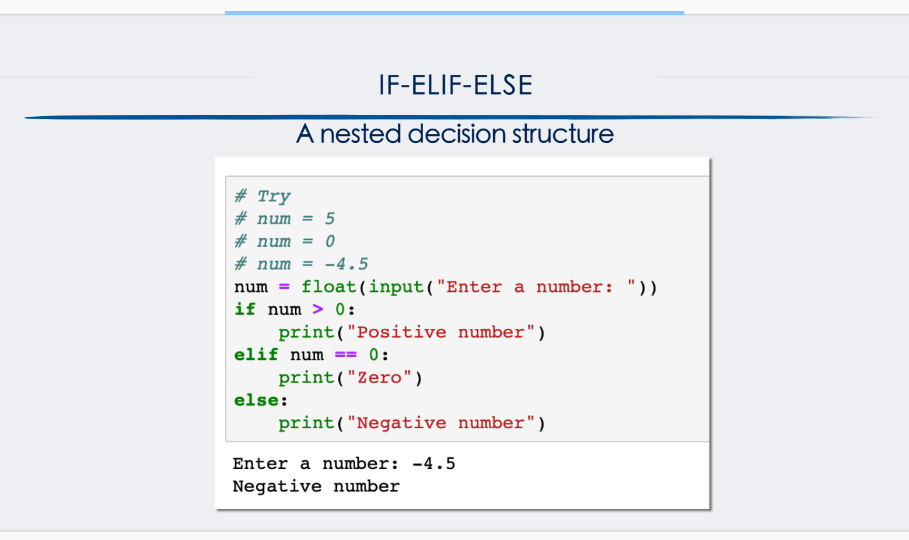 IF-ELIF-ELSE
A nested decision structure
# Try
# num = 5
# num = 0
# num = -4.5
num = float(input("Enter a number: "))
if num > 0:
    print("Positive number")
elif num == 0:
    print("Zero")
else:
    print("Negative number")
Enter a number: -4.5
Negative number